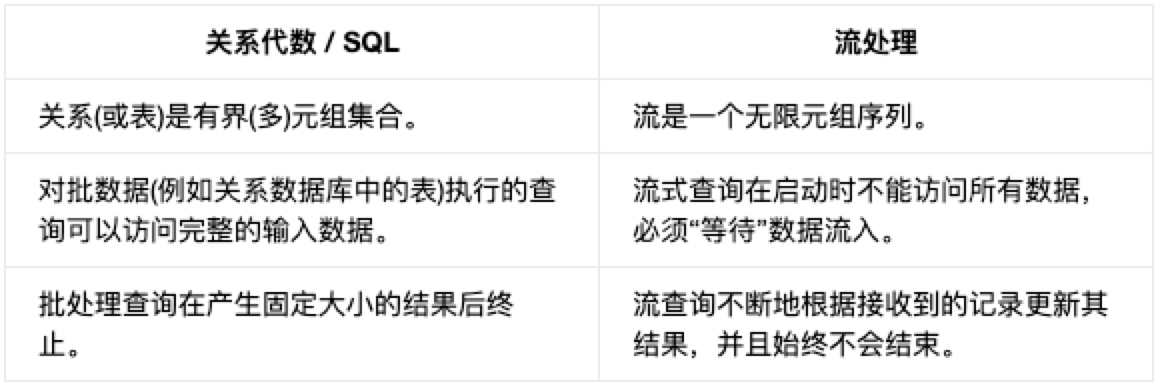 关系代数 / SQL
流处理
关系(或表)是有界(多)元组集合。
流是一个无限元组序列。
对批数据(例如关系数据库中的表)执行的查
询可以访问完整的输入数据。
流式查询在启动时不能访问所有数据，
必须“等待”数据流入。
批处理查询在产生固定大小的结果后终
止。
流查询不断地根据接收到的记录更新其
结果，并且始终不会结束。